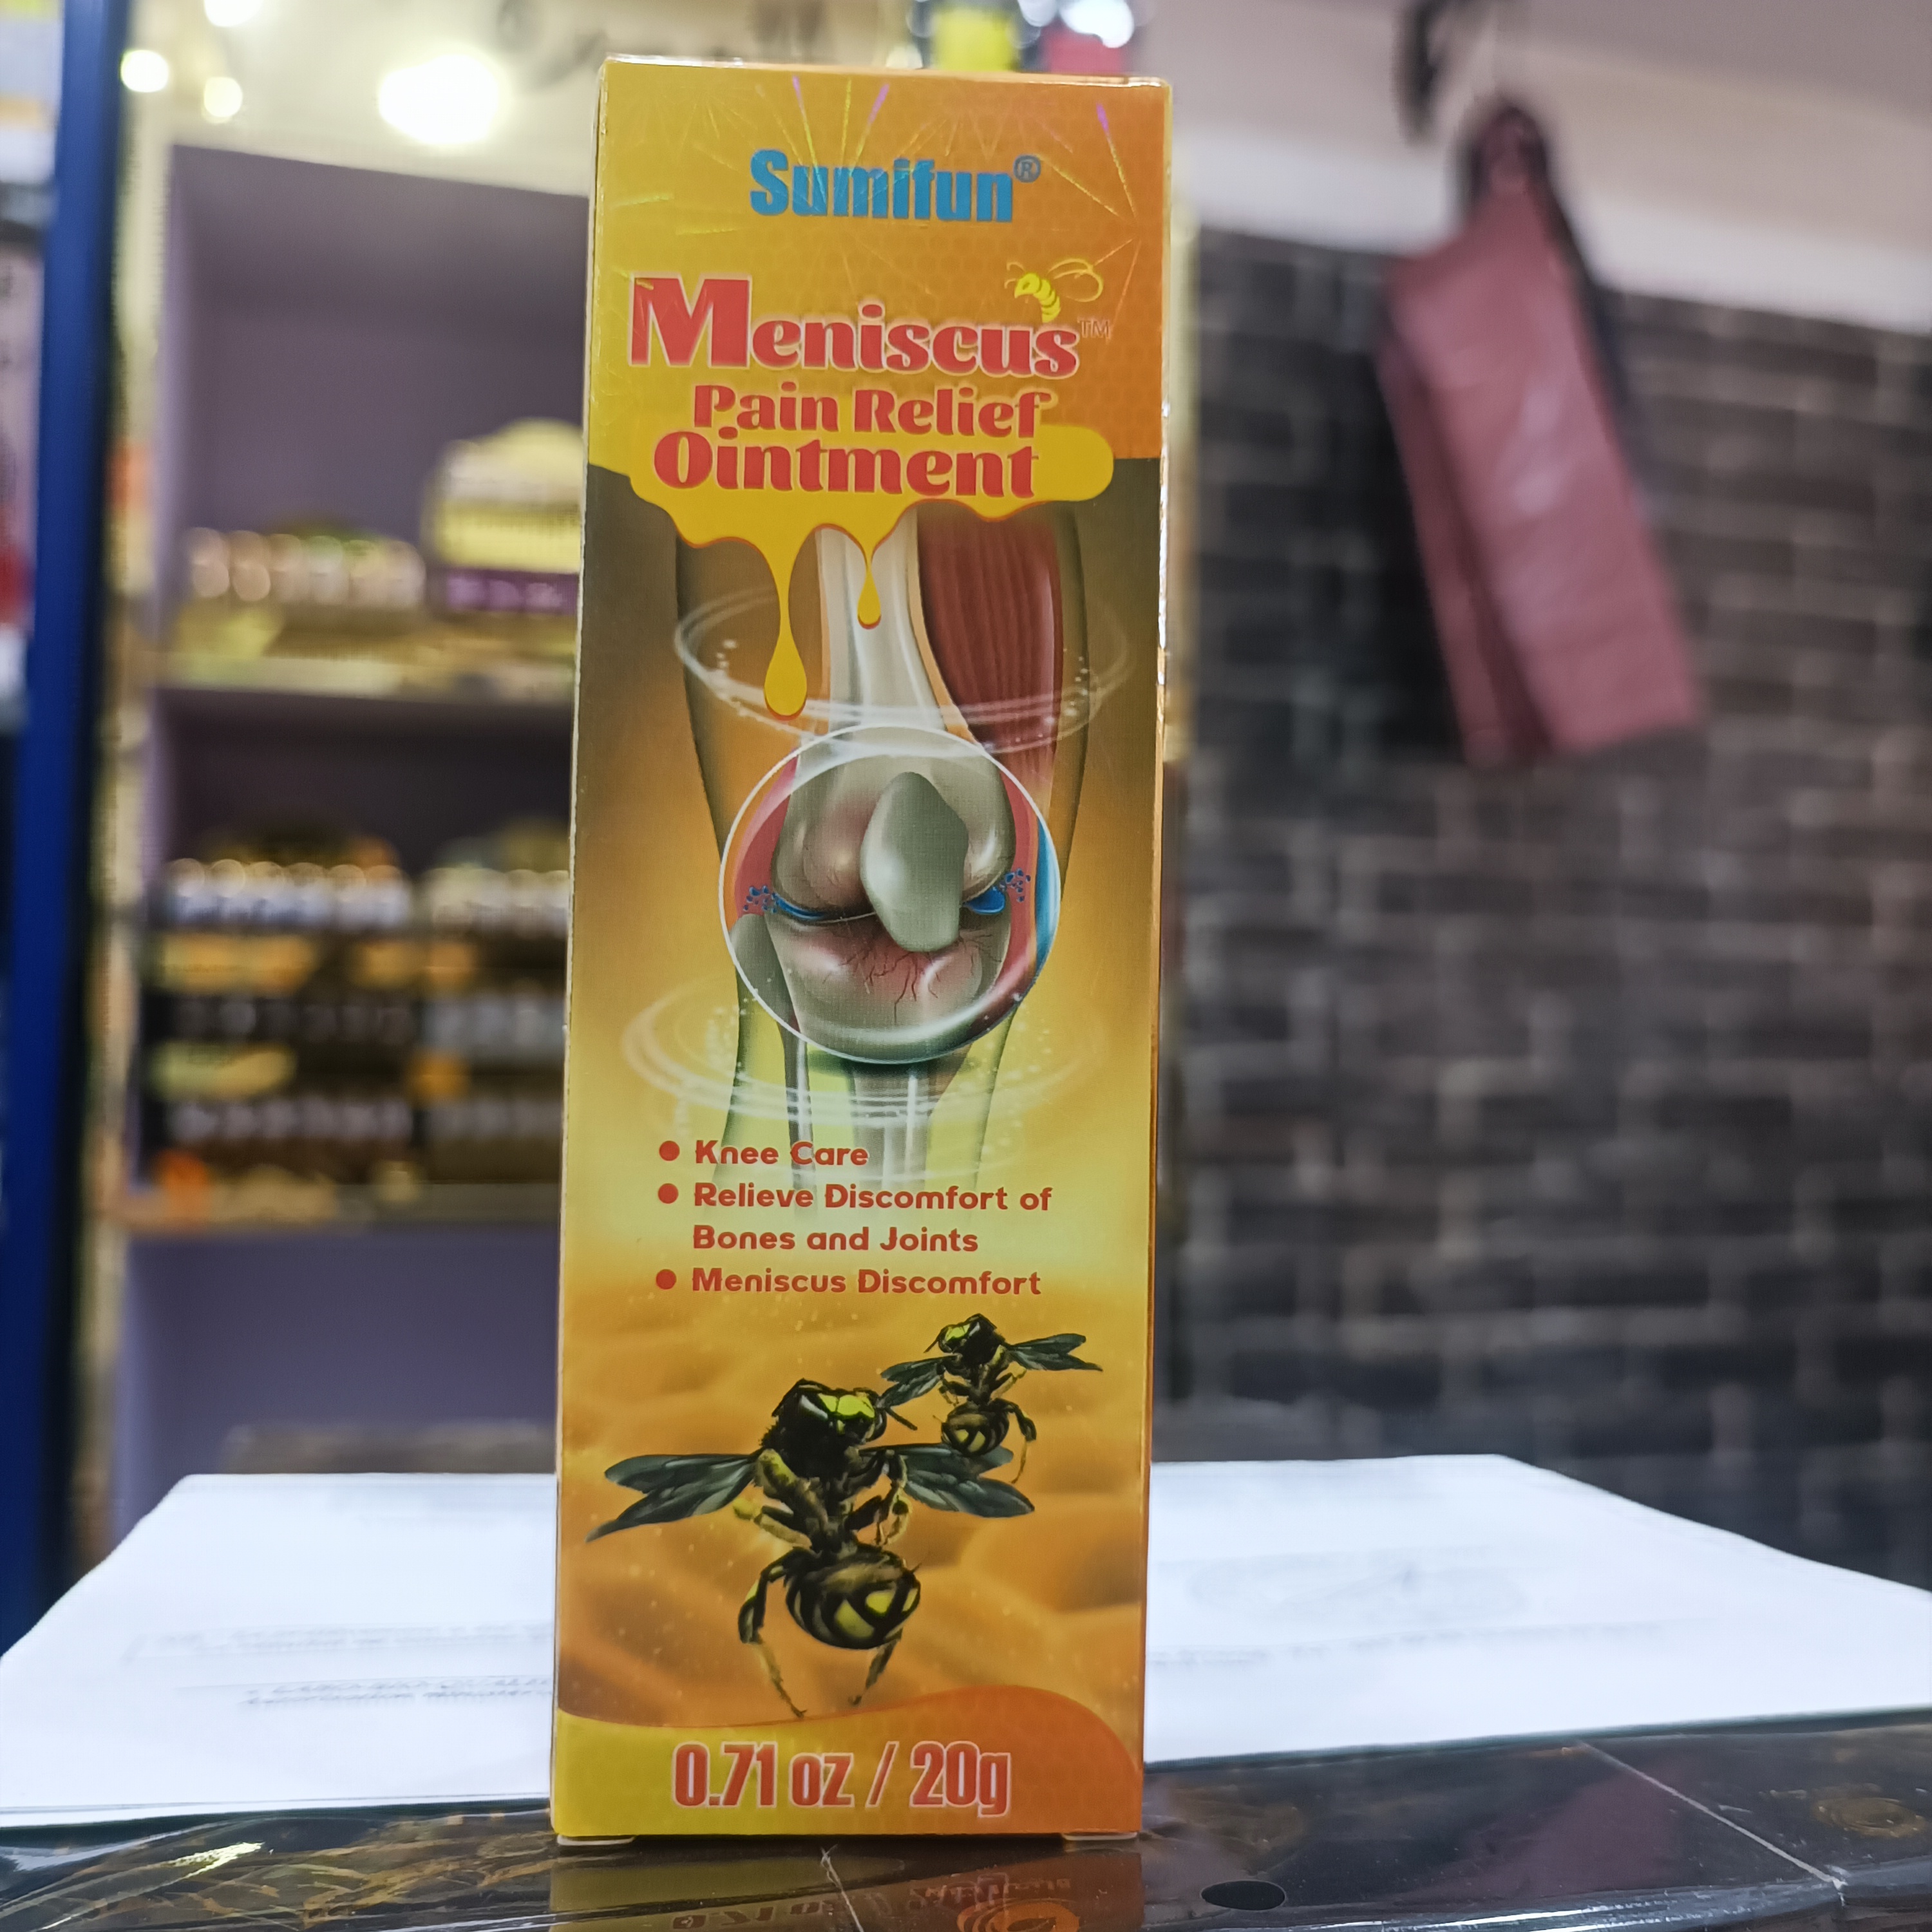 Sumifun®
Meniscus™
Pain Relief
Ointment
● Knee Care
● Relieve Discomfort of
Bones and Joints
● Meniscus Discomfort
0.71 oz / 20g